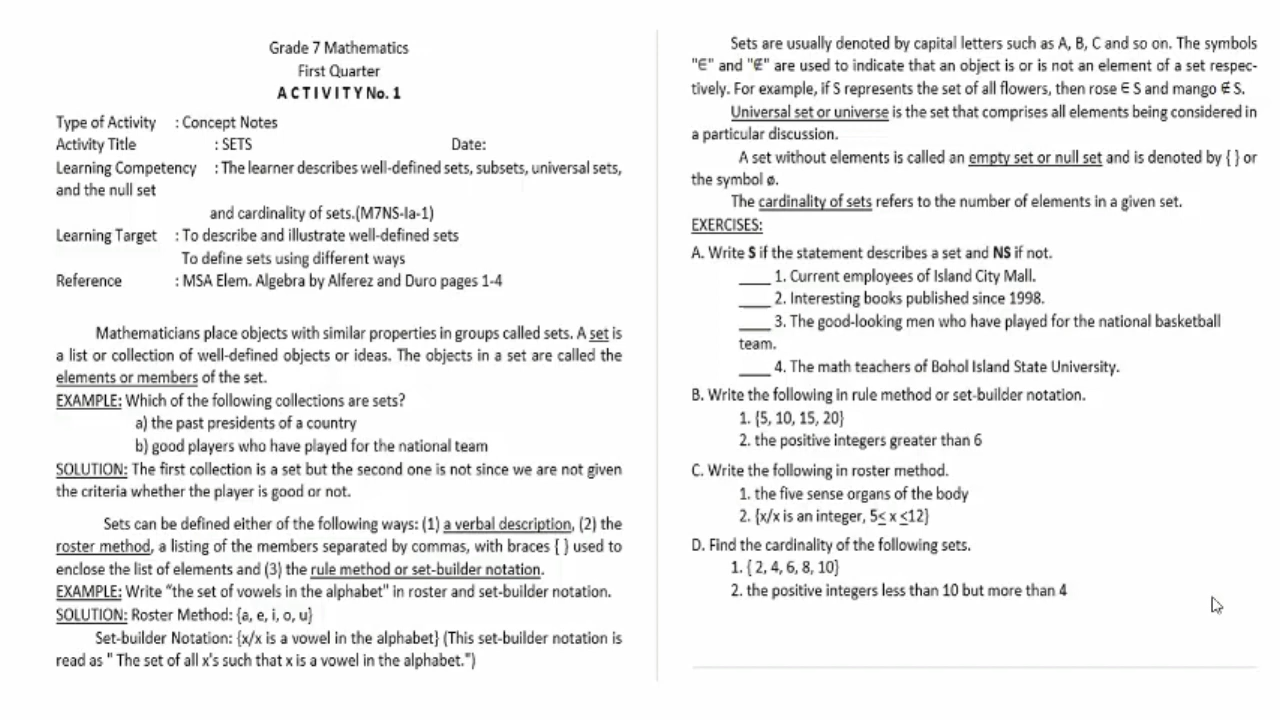 Grade 7 Mathematics
First Quarter
ACTIVITY No. 1
Type of Activity : Concept Notes
Activity Title : SETS Date:
Learning Competency : The learner describes well-defined sets, subsets, universal sets,
and the null set
and cardinality of sets.(M7NS-Ia-1)
Learning Target : To describe and illustrate well-defined sets
To define sets using different ways
Reference : MSA Elem. Algebra by Alferez and Duro pages 1-4
Mathematicians place objects with similar properties in groups called sets. A set is
a list or collection of well-defined objects or ideas. The objects in a set are called the
elements or members of the set.
EXAMPLE: Which of the following collections are sets?
a) the past presidents of a country
b) good players who have played for the national team
SOLUTION: The first collection is a set but the second one is not since we are not given
the criteria whether the player is good or not.
Sets can be defined either of the following ways: (1) a verbal description, (2) the
roster method, a listing of the members separated by commas, with braces { } used to
enclose the list of elements and (3) the rule method or set-builder notation.
EXAMPLE: Write "the set of vowels in the alphabet" in roster and set-builder notation.
SOLUTION: Roster Method: {a, e, i, o, u}
Set-builder Notation: {x/x is a vowel in the alphabet} (This set-builder notation is
read as " The set of all x's such that x is a vowel in the alphabet.")
Sets are usually denoted by capital letters such as A, B, C and so on. The symbols
"∈" and "∉" are used to indicate that an object is or is not an element of a set respec-
tively. For example, if S represents the set of all flowers, then rose ∈ S and mango ∉ S.
Universal set or universe is the set that comprises all elements being considered in
a particular discussion.
A set without elements is called an empty set or null set and is denoted by { } or
the symbol ø.
The cardinality of sets refers to the number of elements in a given set.
EXERCISES:
A. Write S if the statement describes a set and NS if not.
____ 1. Current employees of Island City Mall.
____ 2. Interesting books published since 1998.
____ 3. The good-looking men who have played for the national basketball
team.
____ 4. The math teachers of Bohol Island State University.
B. Write the following in rule method or set-builder notation.
1. {5, 10, 15, 20}
2. the positive integers greater than 6
C. Write the following in roster method.
1. the five sense organs of the body
2. {x/x is an integer, 5≤ x ≤12}
D. Find the cardinality of the following sets.
1. { 2, 4, 6, 8, 10}
2. the positive integers less than 10 but more than 4